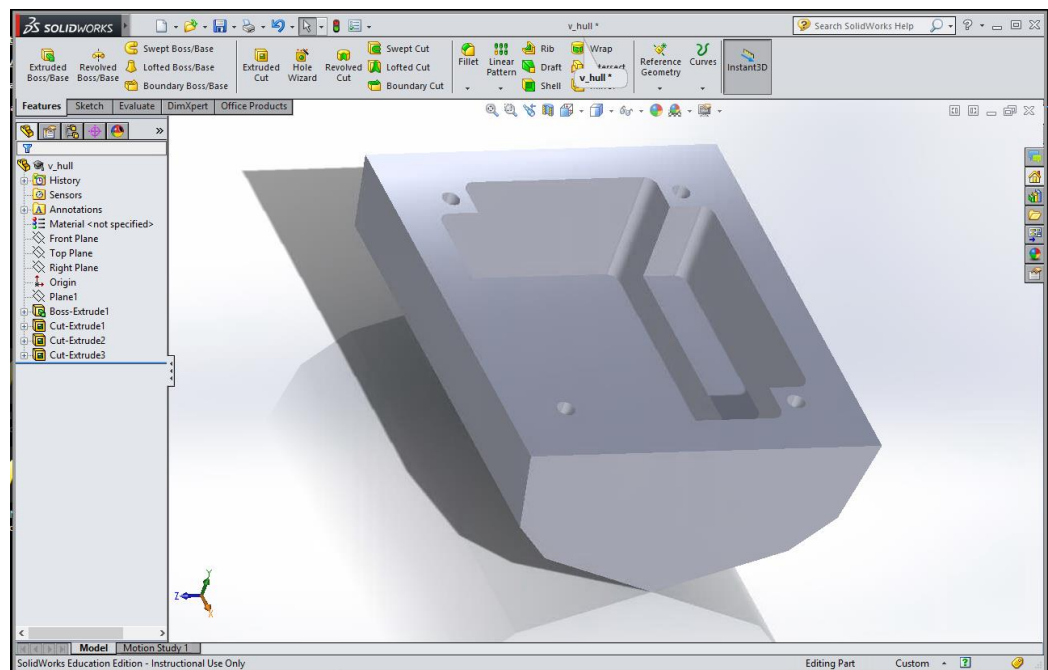 SOLIDWORKS
v_hull *
Search SolidWorks Help
Extruded Boss/Base
Revolved Boss/Base
Swept Boss/Base
Lofted Boss/Base
Boundary Boss/Base
Extruded Cut
Hole Wizard
Revolved Cut
Swept Cut
Lofted Cut
Boundary Cut
Fillet
Linear Pattern
Rib
Draft
Shell
Wrap
v_hull *
Reference Geometry
Curves
Instant3D
Features
Sketch
Evaluate
DimXpert
Office Products
v_hull
History
Sensors
Annotations
Material <not specified>
Front Plane
Top Plane
Right Plane
Origin
Plane1
Boss-Extrude1
Cut-Extrude1
Cut-Extrude2
Cut-Extrude3
Y
Z
X
Model
Motion Study 1
SolidWorks Education Edition - Instructional Use Only
Editing Part
Custom